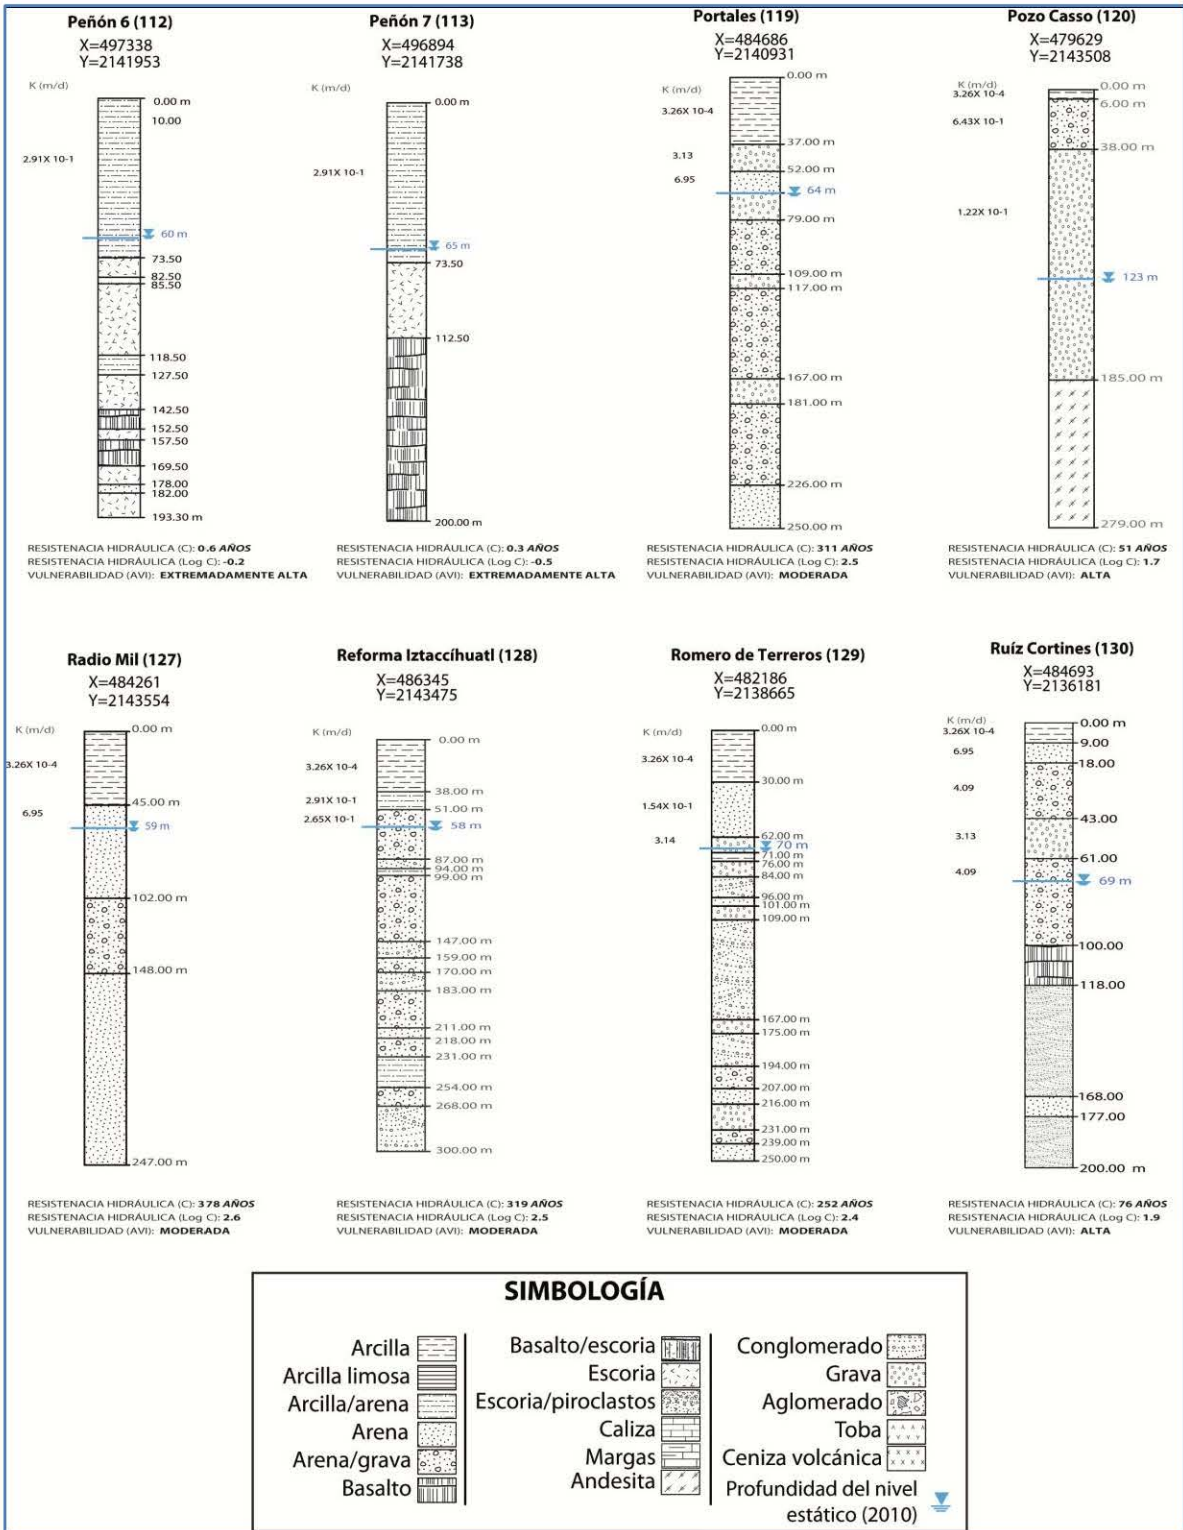 Peñón 6 (112)
X=497338
Y=2141953
K (m/d)
2.91X 10-1
0.00 m
10.00
60 m
73.50
82.50
85.50
118.50
127.50
142.50
152.50
157.50
169.50
178.00
182.00
193.30 m
RESISTENACIA HIDRÁULICA (C): 0.6 AÑOS
RESISTENACIA HIDRÁULICA (Log C): -0.2
VULNERABILIDAD (AVI): EXTREMADAMENTE ALTA
Peñón 7 (113)
X=496894
Y=2141738
K (m/d)
2.91X 10-1
0.00 m
65 m
73.50
112.50
200.00 m
RESISTENACIA HIDRÁULICA (C): 0.3 AÑOS
RESISTENACIA HIDRÁULICA (Log C): -0.5
VULNERABILIDAD (AVI): EXTREMADAMENTE ALTA
Portales (119)
X=484686
Y=2140931
K (m/d)
3.26X 10-4
3.13
6.95
0.00 m
37.00 m
52.00 m
64 m
79.00 m
109.00 m
117.00 m
167.00 m
181.00 m
226.00 m
250.00 m
RESISTENACIA HIDRÁULICA (C): 311 AÑOS
RESISTENACIA HIDRÁULICA (Log C): 2.5
VULNERABILIDAD (AVI): MODERADA
Pozo Casso (120)
X=479629
Y=2143508
K (m/d)
3.26X 10-4
6.43X 10-1
1.22X 10-1
0.00 m
6.00 m
38.00 m
123 m
185.00 m
279.00 m
RESISTENACIA HIDRÁULICA (C): 51 AÑOS
RESISTENACIA HIDRÁULICA (Log C): 1.7
VULNERABILIDAD (AVI): ALTA
Radio Mil (127)
X=484261
Y=2143554
K (m/d)
3.26X 10-4
6.95
0.00 m
45.00 m
59 m
102.00 m
148.00 m
247.00 m
RESISTENACIA HIDRÁULICA (C): 378 AÑOS
RESISTENACIA HIDRÁULICA (Log C): 2.6
VULNERABILIDAD (AVI): MODERADA
Reforma Iztaccíhuatl (128)
X=486345
Y=2143475
K (m/d)
3.26X 10-4
2.91X 10-1
2.65X 10-1
0.00 m
38.00 m
51.00 m
58 m
87.00 m
94.00 m
99.00 m
147.00 m
159.00 m
170.00 m
183.00 m
211.00 m
218.00 m
231.00 m
254.00 m
268.00 m
300.00 m
RESISTENACIA HIDRÁULICA (C): 319 AÑOS
RESISTENACIA HIDRÁULICA (Log C): 2.5
VULNERABILIDAD (AVI): MODERADA
Romero de Terreros (129)
X=482186
Y=2138665
K (m/d)
3.26X 10-4
1.54X 10-1
3.14
0.00 m
30.00 m
62.00 m
70 m
71.00 m
76.00 m
84.00 m
96.00 m
101.00 m
109.00 m
167.00 m
175.00 m
194.00 m
207.00 m
216.00 m
231.00 m
239.00 m
250.00 m
RESISTENACIA HIDRÁULICA (C): 252 AÑOS
RESISTENACIA HIDRÁULICA (Log C): 2.4
VULNERABILIDAD (AVI): MODERADA
Ruíz Cortines (130)
X=484693
Y=2136181
K (m/d)
3.26X 10-4
6.95
4.09
3.13
4.09
0.00 m
9.00
18.00
43.00
61.00
69 m
100.00
118.00
168.00
177.00
200.00 m
RESISTENACIA HIDRÁULICA (C): 76 AÑOS
RESISTENACIA HIDRÁULICA (Log C): 1.9
VULNERABILIDAD (AVI): ALTA
SIMBOLOGÍA
Arcilla
Arcilla limosa
Arcilla/arena
Arena
Arena/grava
Basalto
Basalto/escoria
Escoria
Escoria/piroclastos
Caliza
Margas
Andesita
Conglomerado
Grava
Aglomerado
Toba
Ceniza volcánica
Profundidad del nivel
estático (2010)